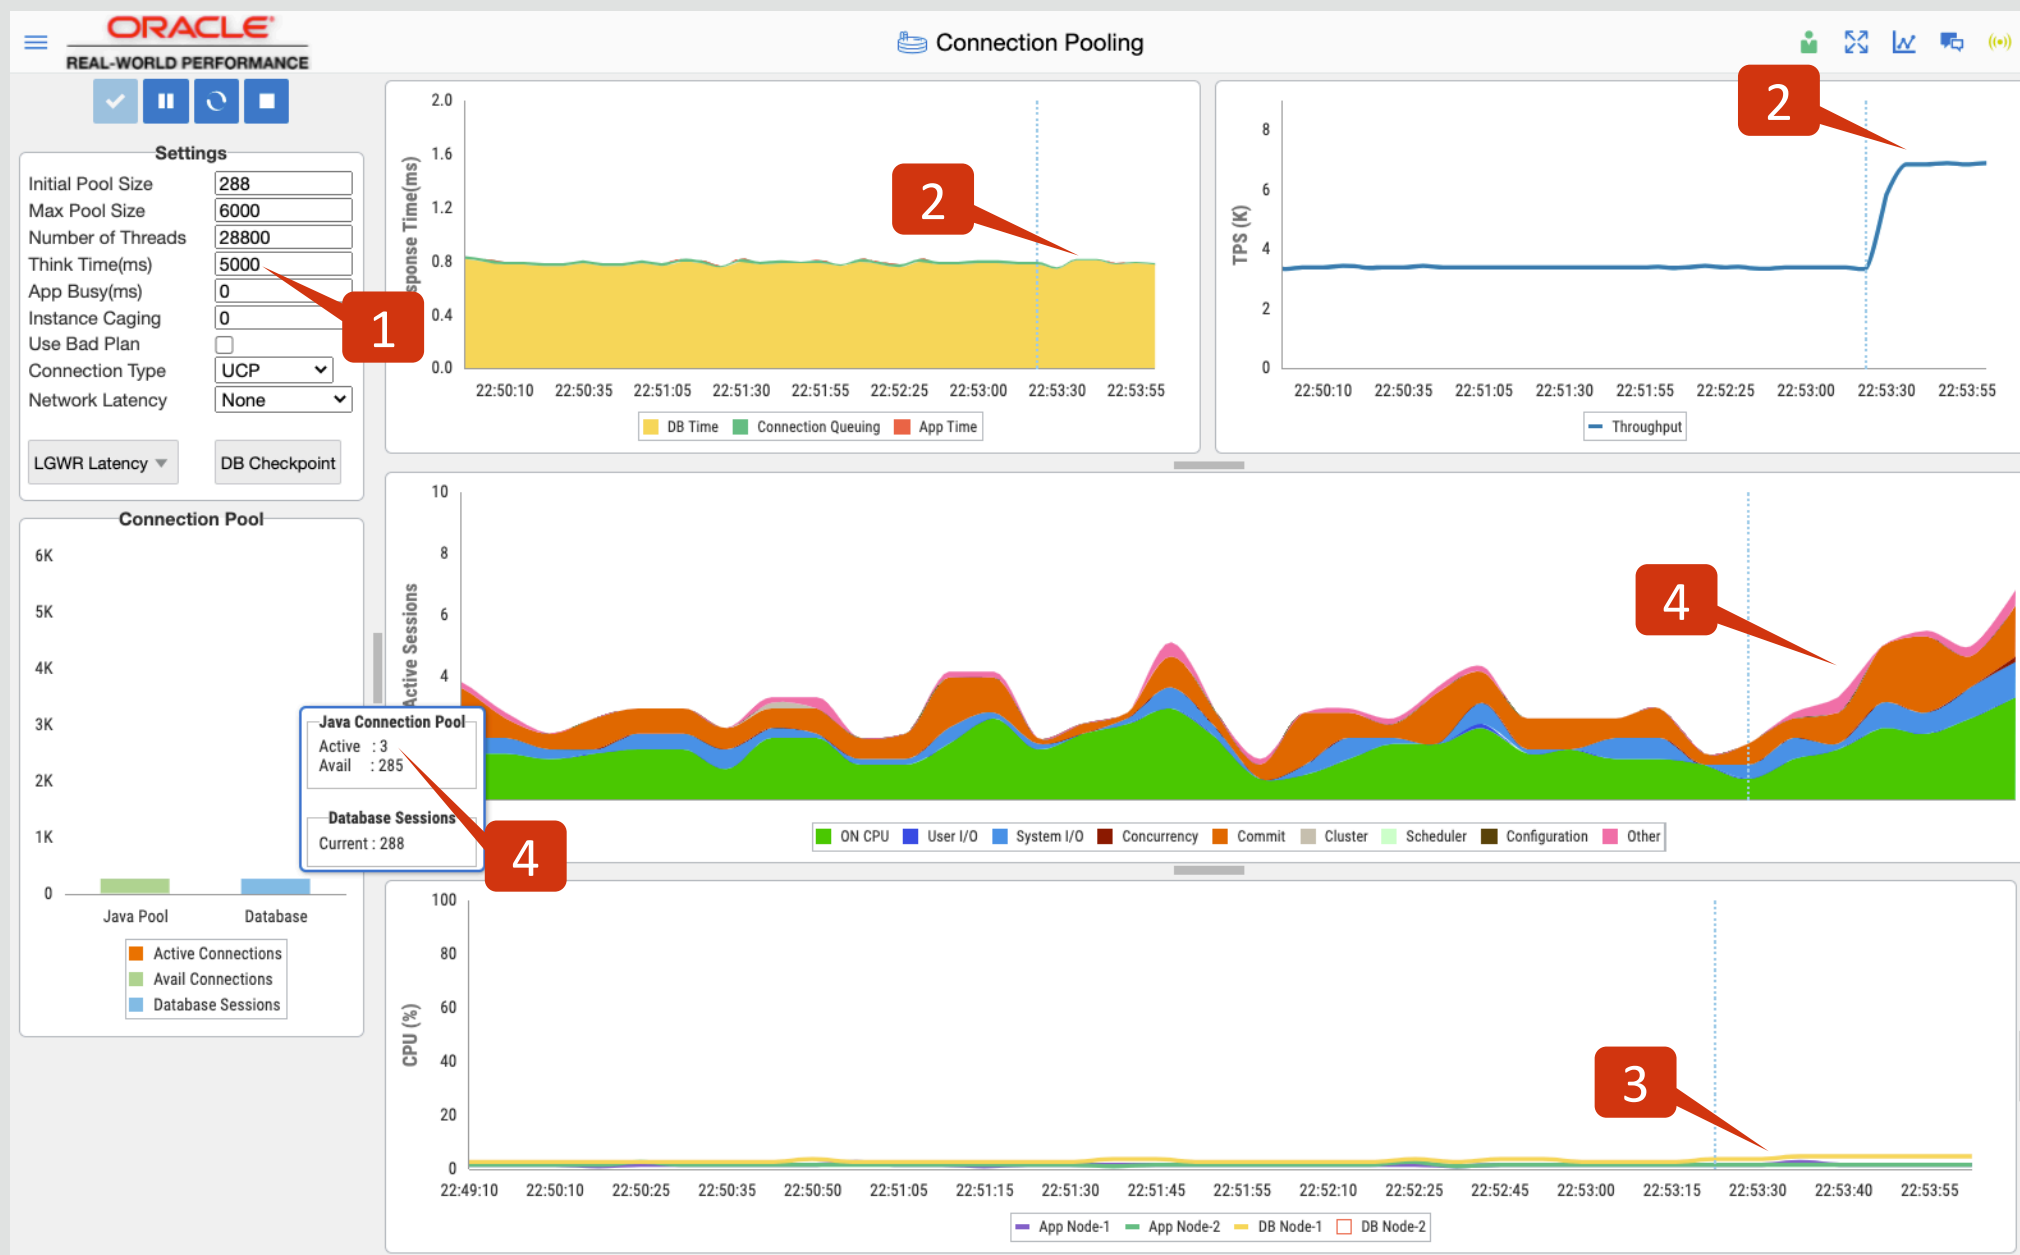 ORACLE
REAL-WORLD PERFORMANCE
Connection Pooling
Settings
Initial Pool Size 288
Max Pool Size 6000
Number of Threads 28800
Think Time(ms) 5000
App Busy(ms) 0
Instance Caging 0
Use Bad Plan
Connection Type UCP
Network Latency None
LGWR Latency DB Checkpoint
1
Connection Pool
6K
5K
4K
3K
2K
1K
0
Java Pool Database
Active Connections
Avail Connections
Database Sessions
Java Connection Pool
Active : 3
Avail : 285
Database Sessions
Current : 288
4
sponse Time(ms)
2.0
1.6
1.2
0.8
0.4
0.0
2
22:50:10 22:50:35 22:51:05 22:51:30 22:51:55 22:52:25 22:53:00 22:53:30 22:53:55
DB Time Connection Queuing App Time
TPS (K)
8
6
4
2
0
2
22:50:10 22:50:35 22:51:05 22:51:30 22:51:55 22:52:25 22:53:00 22:53:30 22:53:55
Throughput
Active Sessions
10
8
6
4
4
ON CPU User I/O System I/O Concurrency Commit Cluster Scheduler Configuration Other
CPU (%)
100
80
60
40
20
0
3
22:49:10 22:50:10 22:50:25 22:50:35 22:50:50 22:51:05 22:51:15 22:51:30 22:51:45 22:51:55 22:52:10 22:52:25 22:52:45 22:53:00 22:53:15 22:53:30 22:53:40 22:53:55
App Node-1 App Node-2 DB Node-1 DB Node-2